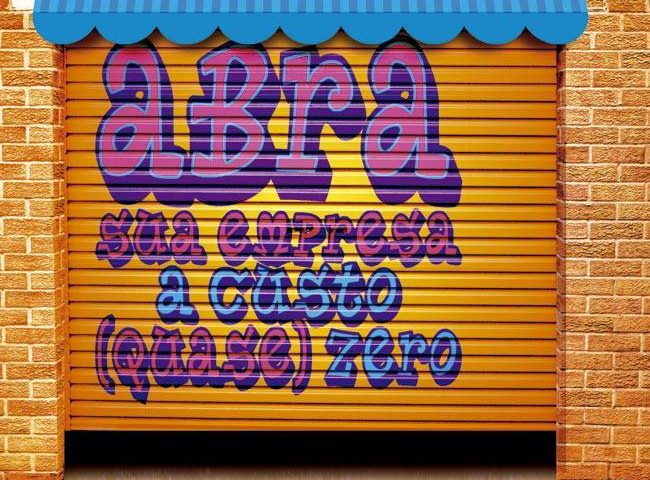 aBra
sua empresa
a custo
(quase) zero